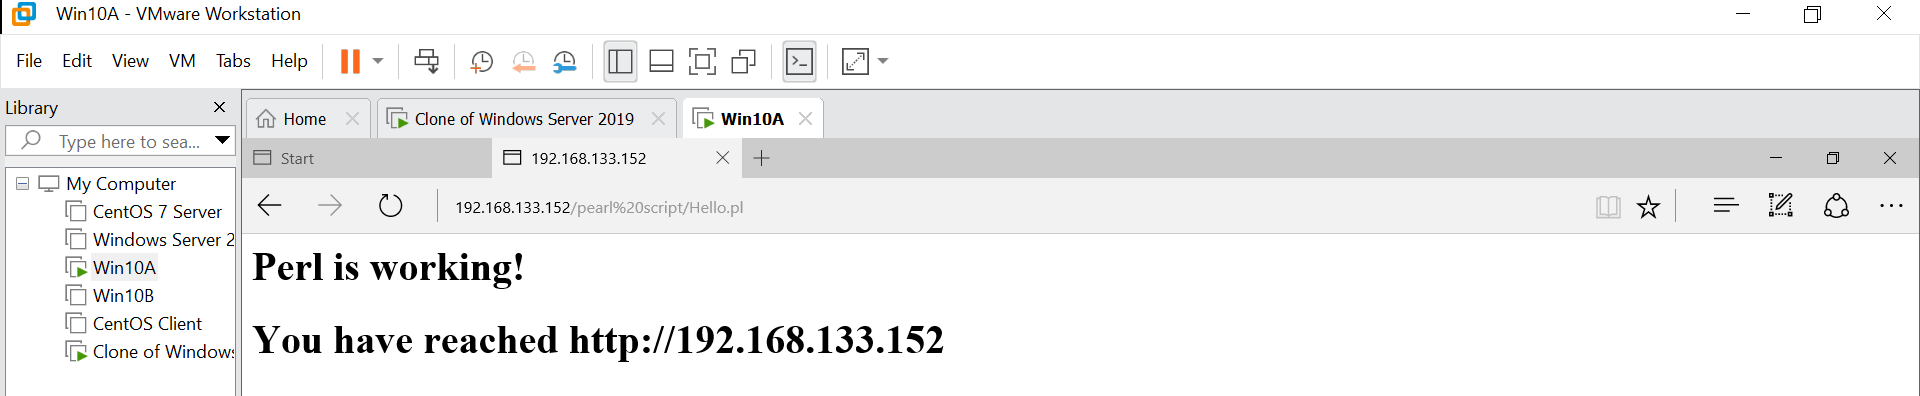 Win10A - VMware Workstation
File Edit View VM Tabs Help
Library
Type here to sea...
My Computer
CentOS 7 Server
Windows Server 2
Win10A
Win10B
CentOS Client
Clone of Windows
Home
Clone of Windows Server 2019
Win10A
Start
192.168.133.152
192.168.133.152/pearl%20script/Hello.pl
Perl is working!
You have reached http://192.168.133.152